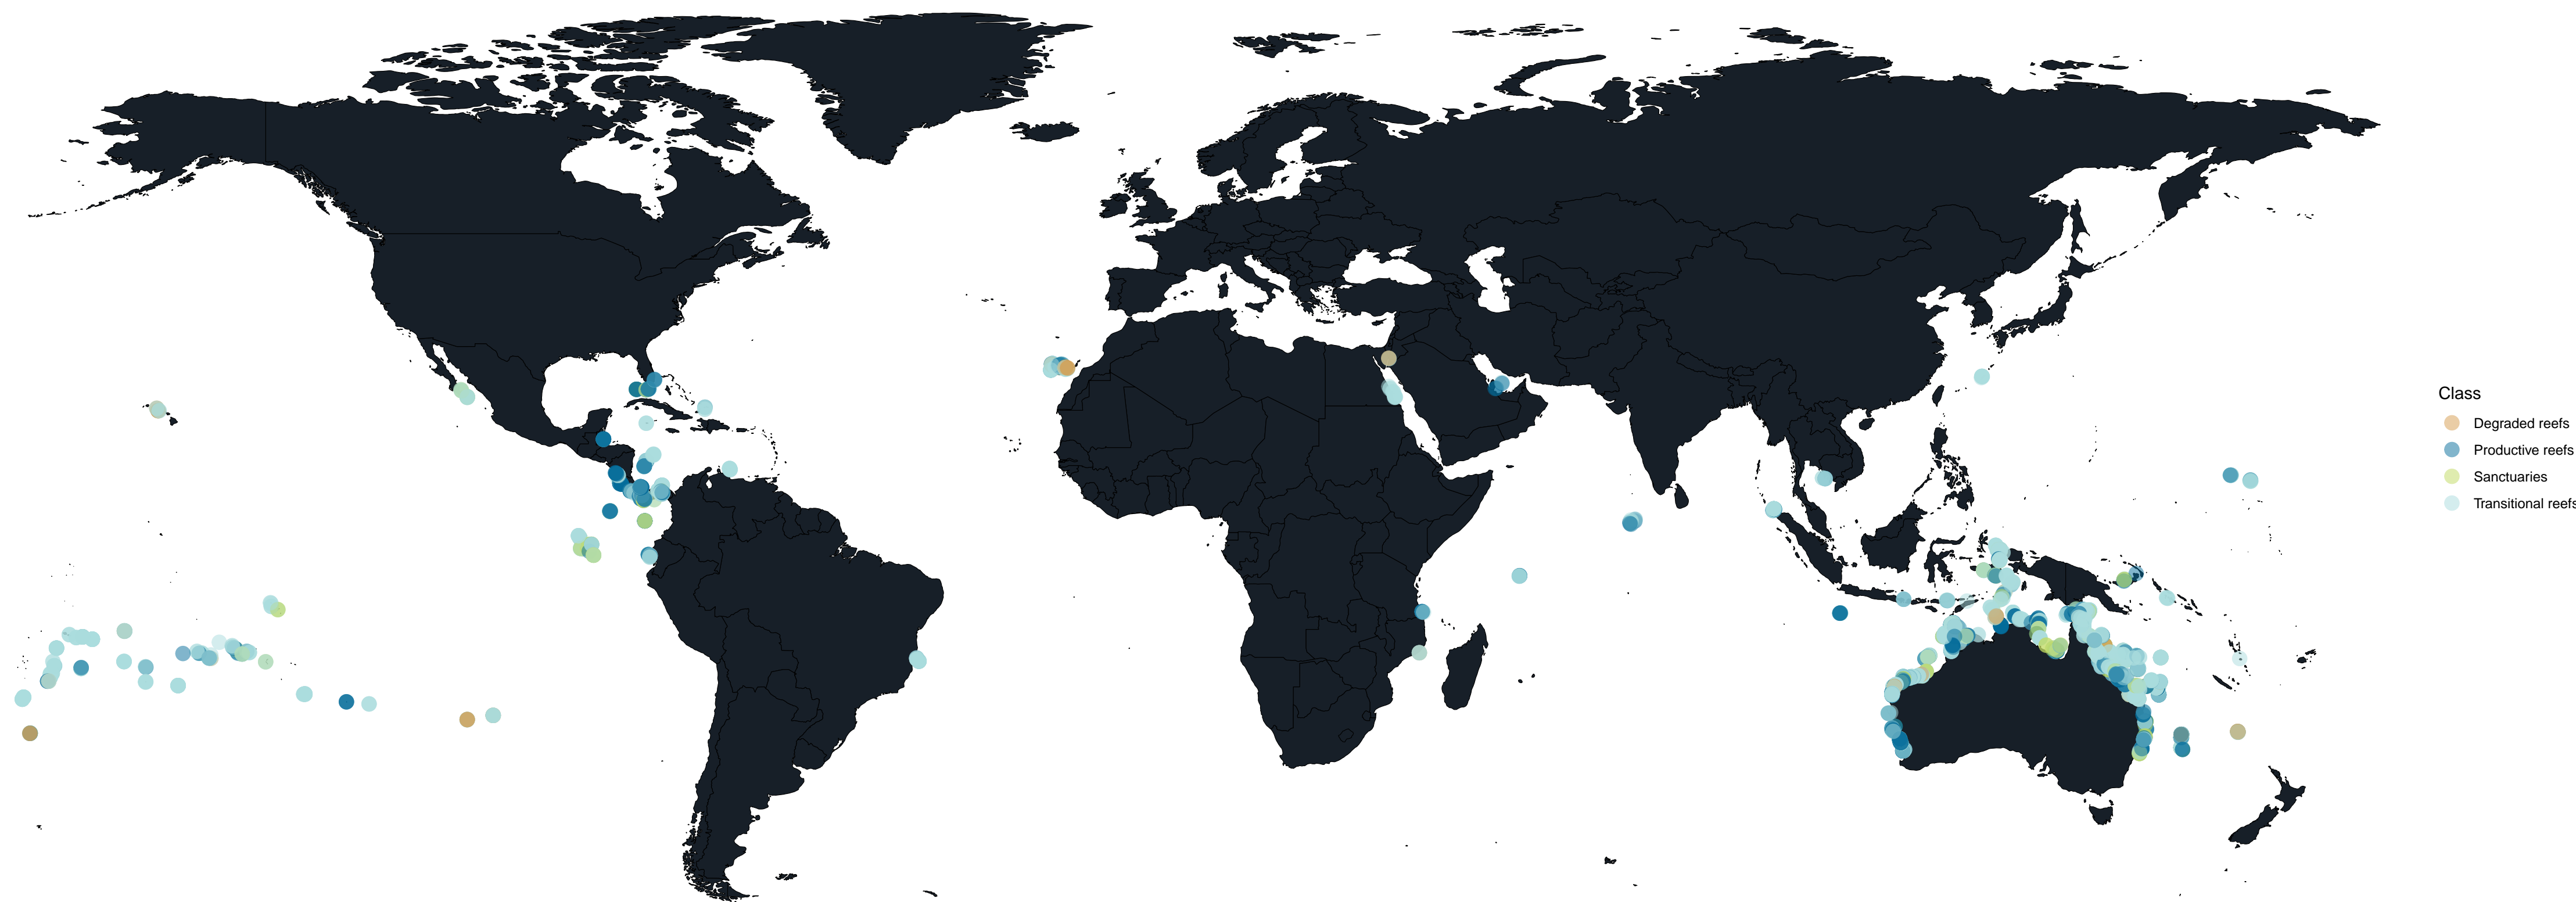 Class
Degraded reefs
Productive reefs
Sanctuaries
Transitional reefs